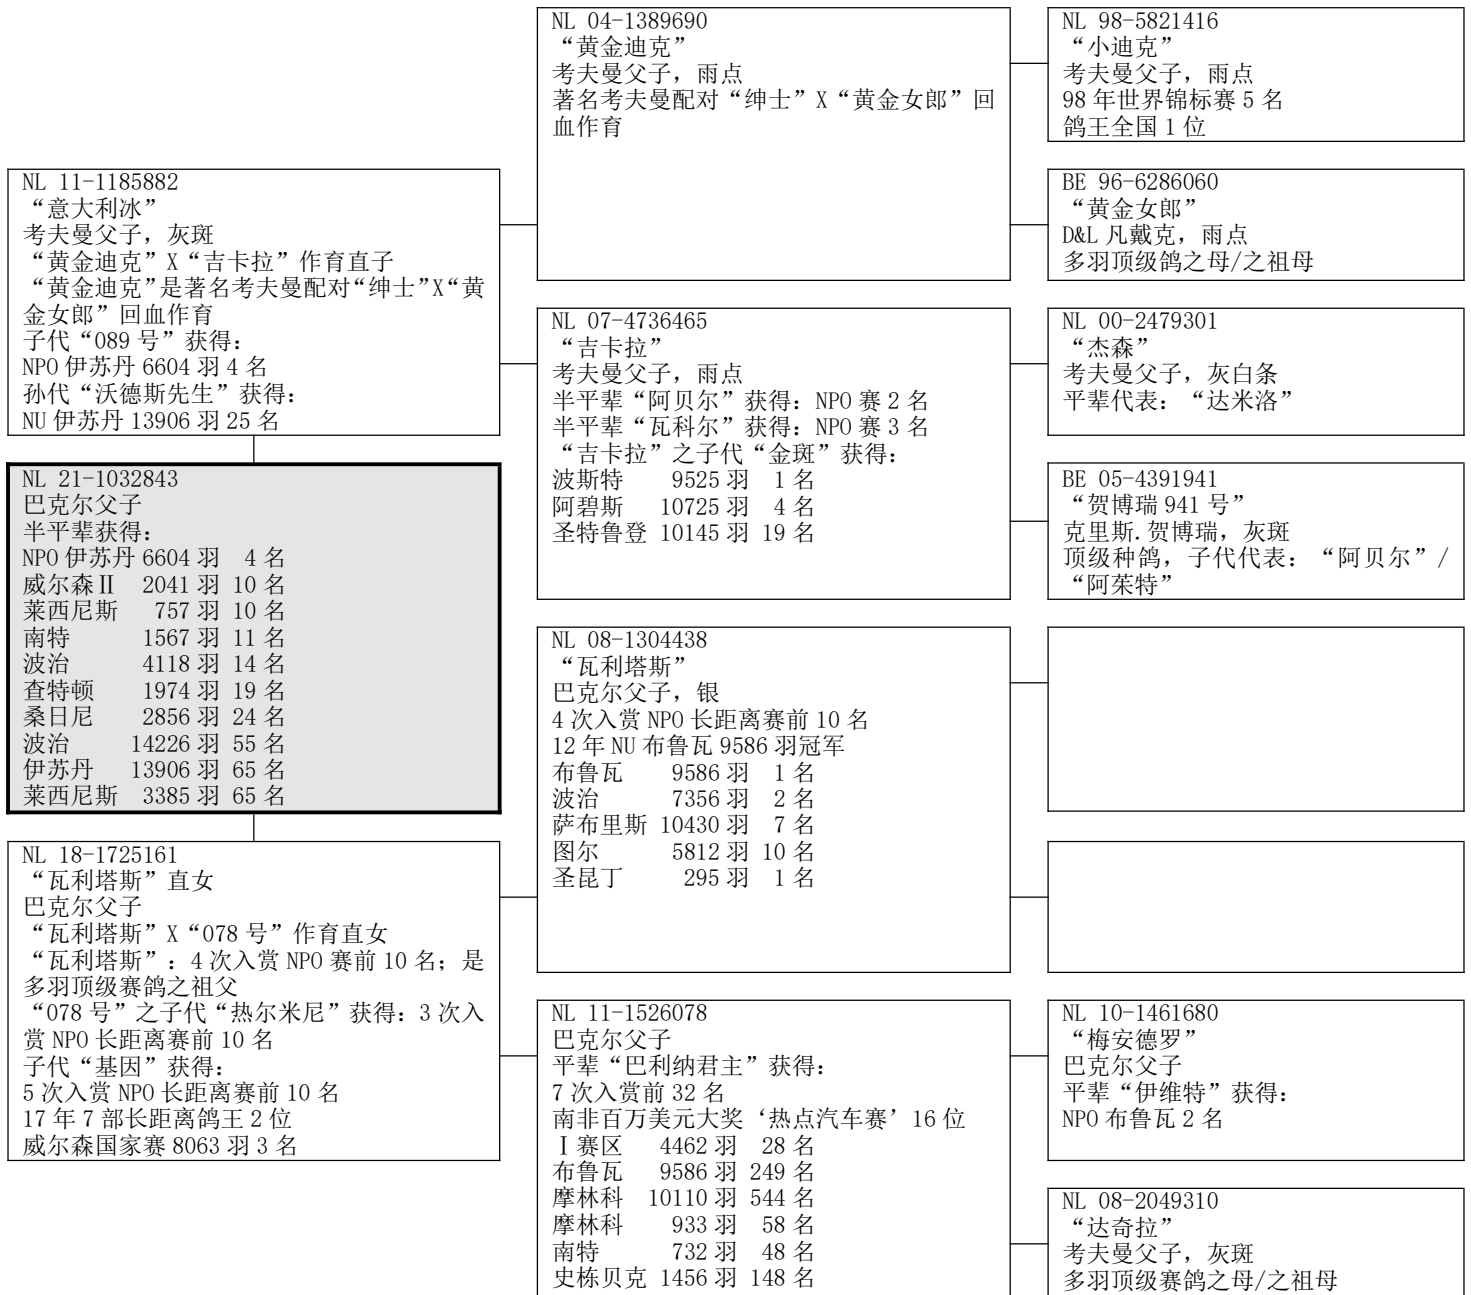 NL 11-1185882
“意大利冰”
考夫曼父子，灰斑
“黄金迪克”X“吉卡拉”作育直子
“黄金迪克”是著名考夫曼配对“绅士”X“黄
金女郎”回血作育
子代“089号”获得：
NPO 伊苏丹 6604 羽 4 名
孙代“沃德斯先生”获得：
NU 伊苏丹 13906 羽 25 名
NL 21-1032843
巴克尔父子
半平辈获得：
NPO 伊苏丹 6604 羽 4 名
威尔森Ⅱ 2041 羽 10 名
莱西尼斯 757 羽 10 名
南特 1567 羽 11 名
波治 4118 羽 14 名
查特顿 1974 羽 19 名
桑日尼 2856 羽 24 名
波治 14226 羽 55 名
伊苏丹 13906 羽 65 名
莱西尼斯 3385 羽 65 名
NL 18-1725161
“瓦利塔斯”直女
巴克尔父子
“瓦利塔斯”X“078号”作育直女
“瓦利塔斯”：4 次入赏 NPO 赛前 10 名；是
多羽顶级赛鸽之祖父
“078号”之子代“热尔米尼”获得：3 次入
赏 NPO 长距离赛前 10 名
子代“基因”获得：
5 次入赏 NPO 长距离赛前 10 名
17 年 7 部长距离鸽王 2 位
威尔森国家赛 8063 羽 3 名
NL 04-1389690
“黄金迪克”
考夫曼父子，雨点
著名考夫曼配对“绅士”X“黄金女郎”回
血作育
NL 07-4736465
“吉卡拉”
考夫曼父子，雨点
半平辈“阿贝尔”获得：NPO 赛 2 名
半平辈“瓦科尔”获得：NPO 赛 3 名
“吉卡拉”之子代“金斑”获得：
波斯特 9525 羽 1 名
阿碧斯 10725 羽 4 名
圣特鲁登 10145 羽 19 名
NL 08-1304438
“瓦利塔斯”
巴克尔父子，银
4 次入赏 NPO 长距离赛前 10 名
12 年 NU 布鲁瓦 9586 羽冠军
布鲁瓦 9586 羽 1 名
波治 7356 羽 2 名
萨布里斯 10430 羽 7 名
图尔 5812 羽 10 名
圣昆丁 295 羽 1 名
NL 11-1526078
巴克尔父子
平辈“巴利纳君主”获得：
7 次入赏前 32 名
南非百万美元大奖‘热点汽车赛’16 位
Ⅰ赛区 4462 羽 28 名
布鲁瓦 9586 羽 249 名
摩林科 10110 羽 544 名
摩林科 933 羽 58 名
南特 732 羽 48 名
史栋贝克 1456 羽 148 名
NL 98-5821416
“小迪克”
考夫曼父子，雨点
98 年世界锦标赛 5 名
鸽王全国 1 位
BE 96-6286060
“黄金女郎”
D&L 凡戴克，雨点
多羽顶级鸽之母/之祖母
NL 00-2479301
“杰森”
考夫曼父子，灰白条
平辈代表：“达米洛”
BE 05-4391941
“贺博瑞 941 号”
克里斯.贺博瑞，灰斑
顶级种鸽，子代代表：“阿贝尔”/
“阿茱特”
NL 10-1461680
“梅安德罗”
巴克尔父子
平辈“伊维特”获得：
NPO 布鲁瓦 2 名
NL 08-2049310
“达奇拉”
考夫曼父子，灰斑
多羽顶级赛鸽之母/之祖母